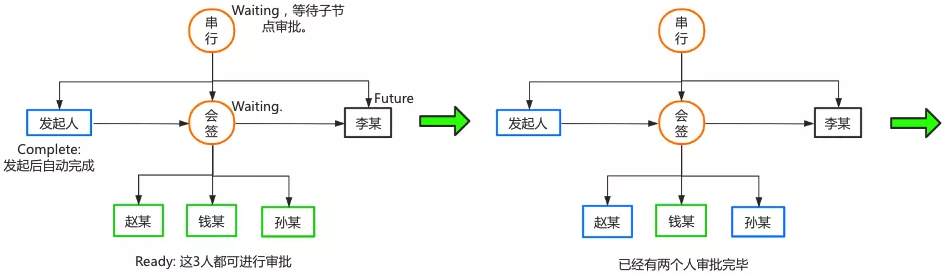 串
行
Waiting，等待子节
点审批。
发起人
会
签
Waiting.
Future
李某
Complete:
发起后自动完成
赵某
钱某
孙某
Ready: 这3人都可进行审批
串
行
发起人
会
签
李某
赵某
钱某
孙某
已经有两个人审批完毕